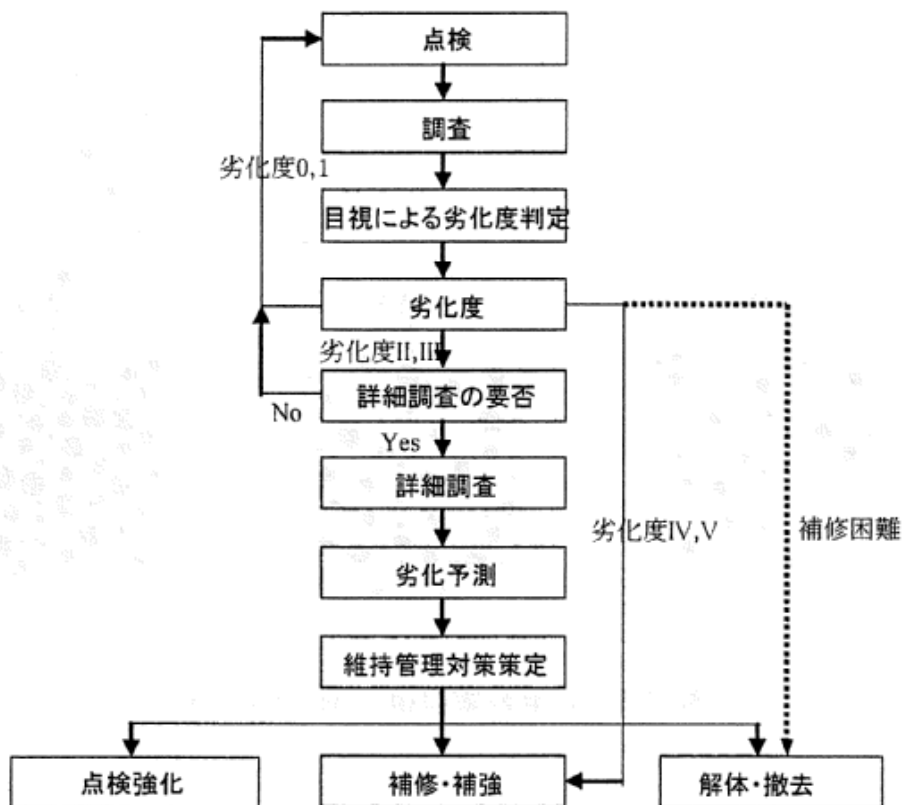 点検
調査
劣化度0,1
目視による劣化度判定
劣化度
劣化度II,III
詳細調査の要否
No
Yes
詳細調査
劣化度IV,V
補修困難
劣化予測
維持管理対策策定
点検強化
補修・補強
解体・撤去